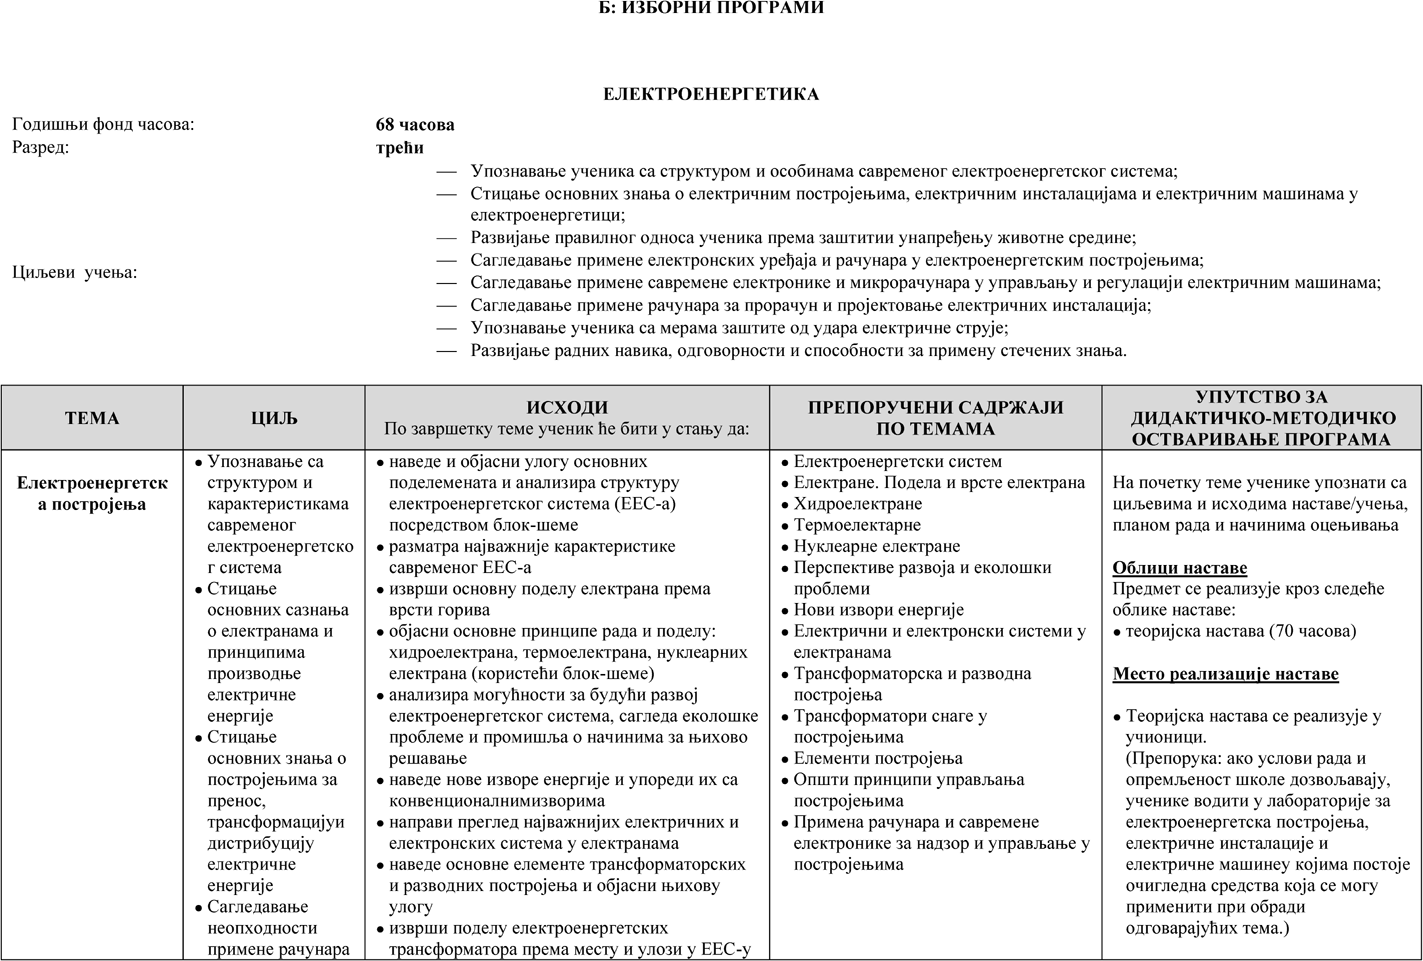 Б: ИЗБОРНИ ПРОГРАМИ
ЕЛЕКТРОЕНЕРГЕТИКА
Годишњи фонд часова: 68 часова
Разред: трећи
Циљеви учења:
— Упознавање ученика са структуром и особинама савременог електроенергетског система;
— Стицање основних знања о електричним постројењима, електричним инсталацијама и електричним машинама у
електроенергетици;
— Развијање правилног односа ученика према заштитии унапређењу животне средине;
— Сагледавање примене електронских уређаја и рачунара у електроенергетским постројењима;
— Сагледавање примене савремене електронике и микрорачунара у управљању и регулацији електричним машинама;
— Сагледавање примене рачунара за прорачун и пројектовање електричних инсталација;
— Упознавање ученика са мерама заштите од удара електричне струје;
— Развијање радних навика, одговорности и способности за примену стечених знања.
ТЕМА
ЦИЉ
ИСХОДИ
По завршетку теме ученик ће бити у стању да:
ПРЕПОРУЧЕНИ САДРЖАЈИ
ПО ТЕМАМА
УПУТСТВО ЗА
ДИДАКТИЧКО-МЕТОДИЧКО
ОСТВАРИВАЊЕ ПРОГРАМА
Електроенергетск
а постројења
• Упознавање са
структуром и
карактеристикама
савременог
електроенергетско
г система
• Стицање
основних сазнања
о електранама и
принципима
производње
електричне
енергије
• Стицање
основних знања о
постројењима за
пренос,
трансформацијуи
дистрибуцију
електричне
енергије
• Сагледавање
неопходности
примене рачунара
• наведе и објасни улогу основних
поделемената и анализира структуру
електроенергетског система (ЕЕС-а)
посредством блок-шеме
• разматра најважније карактеристике
савременог ЕЕС-а
• изврши основну поделу електрана према
врсти горива
• објасни основне принципе рада и поделу:
хидроелектрана, термоелектрана, нуклеарних
електрана (користећи блок-шеме)
• анализира могућности за будући развој
електроенергетског система, сагледа еколошке
проблеме и промишља о начинима за њихово
решавање
• наведе нове изворе енергије и упореди их са
конвенционалнимизворима
• направи преглед најважнијих електричних и
електронских система у електранама
• наведе основне елементе трансформаторских
и разводних постројења и објасни њихову
улогу
• изврши поделу електроенергетских
трансформатора према месту и улози у ЕЕС-у
• Електроенергетски систем
• Електране. Подела и врсте електрана
• Хидроелектране
• Термоелектарне
• Нуклеарне електране
• Перспективе развоја и еколошки
проблеми
• Нови извори енергије
• Електрични и електронски системи у
електранама
• Трансформаторска и разводна
постројења
• Трансформатори снаге у
постројењима
• Елементи постројења
• Општи принципи управљања
постројењима
• Примена рачунара и савремене
електронике за надзор и управљање у
постројењима
На почетку теме ученике упознати са
циљевима и исходима наставе/учења,
планом рада и начинима оцењивања
Облици наставе
Предмет се реализује кроз следеће
облике наставе:
• теоријска настава (70 часова)
Место реализације наставе
• Теоријска настава се реализује у
учионици.
(Препорука: ако услови рада и
опремљеност школе дозвољавају,
ученике водити у лабораторије за
електроенергетска постројења,
електричне инсталације и
електричне машинеу којима постоје
очигледна средства која се могу
применити при обради
одговарајућих тема.)